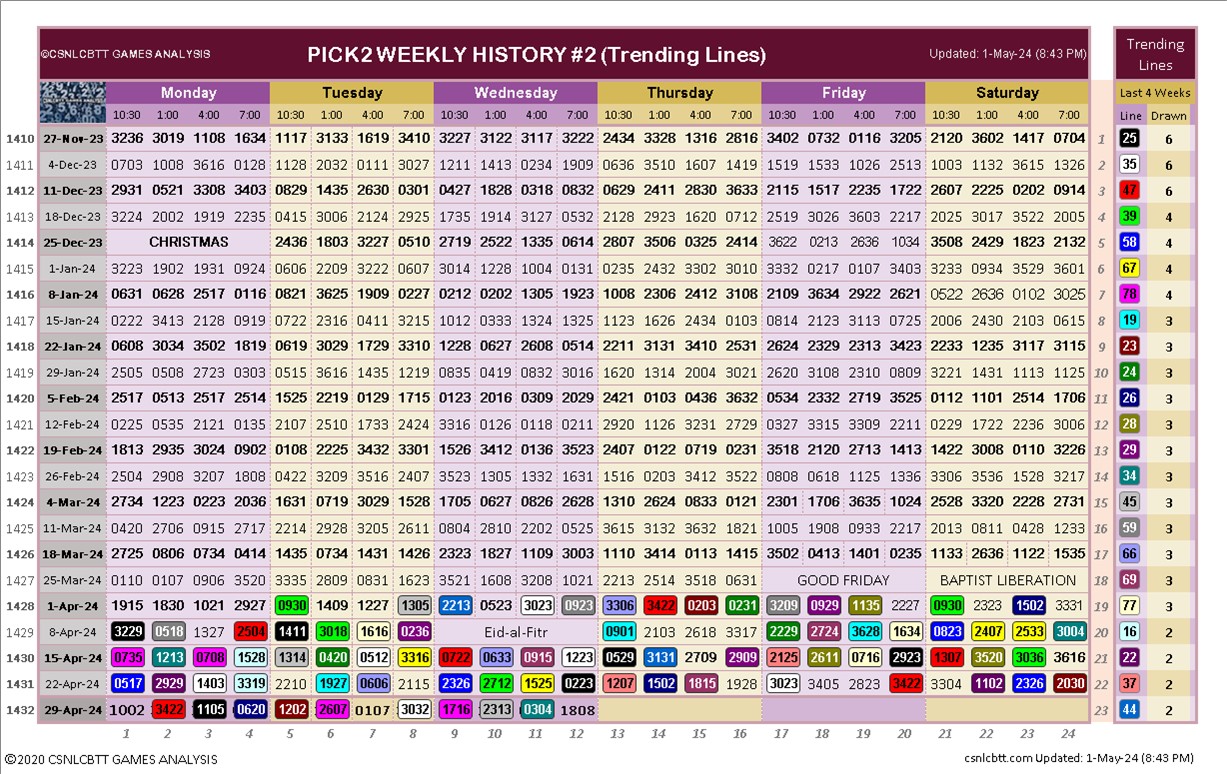 ©CSNLCBTT GAMES ANALYSIS PICK2 WEEKLY HISTORY #2 (Trending Lines) Updated: 1-May-24 (8:43 PM) Trending Lines
Monday Tuesday Wednesday Thursday Friday Saturday Last 4 Weeks
10:30 1:00 4:00 7:00 10:30 1:00 4:00 7:00 10:30 1:00 4:00 7:00 10:30 1:00 4:00 7:00 10:30 1:00 4:00 7:00 10:30 1:00 4:00 7:00 Line Drawn
1410 27-Nov-23 3236 3019 1108 1634 1117 3133 1619 3410 3227 3122 3117 3222 2434 3328 1316 2816 3402 0732 0116 3205 2120 3602 1417 0704 1 25 6
1411 4-Dec-23 0703 1008 3616 0128 1128 2032 0111 3027 1211 1413 0234 1909 0636 3510 1607 1419 1519 1533 1026 2513 1003 1132 3615 1326 2 35 6
1412 11-Dec-23 2931 0521 3308 3403 0829 1435 2630 0301 0427 1828 0318 0832 0629 2411 2830 3633 2115 1517 2235 1722 2607 2225 0202 0914 3 47 6
1413 18-Dec-23 3224 2002 1919 2235 0415 3006 2124 2925 1735 1914 3127 0532 2128 2923 1620 0712 2519 3026 3603 2217 2025 3017 3522 2005 4 39 4
1414 25-Dec-23 CHRISTMAS 2436 1803 3227 0510 2719 2522 1335 0614 2807 3506 0325 2414 3622 0213 2636 1034 3508 2429 1823 2132 5 58 4
1415 1-Jan-24 3223 1902 1931 0924 0606 2209 3222 0607 3014 1228 1004 0131 0235 2432 3302 3010 3332 0217 0107 3403 3233 0934 3529 3601 6 67 4
1416 8-Jan-24 0631 0628 2517 0116 0821 3625 1909 0227 0212 0202 1305 1923 1008 2306 2412 3108 2109 3634 2922 2621 0522 2636 0102 3025 7 78 4
1417 15-Jan-24 0222 3413 2128 0919 0722 2316 0411 3215 1012 0333 1324 1325 1123 1626 2434 0103 0814 2123 3113 0725 2006 2430 2103 0615 8 19 3
1418 22-Jan-24 0608 3034 3502 1819 0619 3029 1729 3310 1228 0627 2608 0514 2211 3131 3410 2531 2624 2329 2313 3423 2233 1235 3117 3115 9 23 3
1419 29-Jan-24 2505 0508 2723 0303 0515 3616 1435 1219 0835 0419 0832 3016 1620 1314 2004 3021 2620 3108 2310 0809 3221 1431 1113 1125 10 24 3
1420 5-Feb-24 2517 0513 2517 2514 1525 2219 0129 1715 0123 2016 0309 2029 2421 0103 0436 3632 0534 2332 2719 3525 0112 1101 2514 1706 11 26 3
1421 12-Feb-24 0225 0535 2121 0135 2107 2510 1733 2424 3316 0126 0118 0211 2920 1126 3231 2729 0327 3315 3309 2211 0229 1722 2236 3006 12 28 3
1422 19-Feb-24 1813 2935 3024 0902 0108 2225 3432 3301 1526 3412 0136 3523 2407 0122 0719 0231 3518 2120 2713 1413 1422 3008 0110 3226 13 29 3
1423 26-Feb-24 2504 2908 3207 1808 0422 3209 3516 2407 3523 1305 1332 1631 1516 0203 3412 3522 0808 0618 1125 1336 3306 3536 1528 3217 14 34 3
1424 4-Mar-24 2734 1223 0223 2036 1631 0719 3029 1523 1705 0627 0826 2628 1310 2624 0833 0121 2301 1706 3635 1024 2528 3320 2228 2731 15 45 3
1425 11-Mar-24 0420 2706 0915 2717 2214 2928 3205 2611 0804 2810 2202 0525 3615 3132 3632 1821 1005 1908 0933 2217 2013 0811 0428 1233 16 59 3
1426 18-Mar-24 2725 0806 0734 0414 1435 0734 1431 1426 2323 1827 1109 3003 1110 3414 0113 1415 3502 0413 1401 0235 1133 2636 1122 1535 17 66 3
1427 25-Mar-24 0110 0107 0906 3520 3335 2809 0831 1623 3521 1608 3208 1021 2213 2514 3518 0631 GOOD FRIDAY BAPTIST LIBERATION 18 69 3
1428 1-Apr-24 1915 1830 1021 2927 0930 1409 1227 1305 2213 0523 3023 0923 3306 3422 0203 0231 3209 0929 1135 2227 0930 2323 1502 3331 19 77 3
1429 8-Apr-24 3229 0518 1327 2504 1411 3018 1616 0236 Eid-al-Fitr 0901 2103 2618 3317 2229 2724 3628 1634 0823 2407 2533 3004 20 16 2
1430 15-Apr-24 0735 1213 0708 1528 1314 0420 0512 3316 0722 0633 0915 1223 0529 3131 2709 2909 2125 2611 0716 2923 1307 3520 3036 3616 21 22 2
1431 22-Apr-24 0517 2929 1403 3319 2210 1927 0606 2115 2326 2712 1525 0223 1207 1502 1815 1928 3023 3405 2823 3422 3304 1102 2326 2030 22 37 2
1432 29-Apr-24 1002 3422 1105 0620 1202 2607 0107 3032 1716 2313 0304 1808 23 44 2
1 2 3 4 5 6 7 8 9 10 11 12 13 14 15 16 17 18 19 20 21 22 23 24
©2020 CSNLCBTT GAMES ANALYSIS csnlcbtt.com Updated: 1-May-24 (8:43 PM)